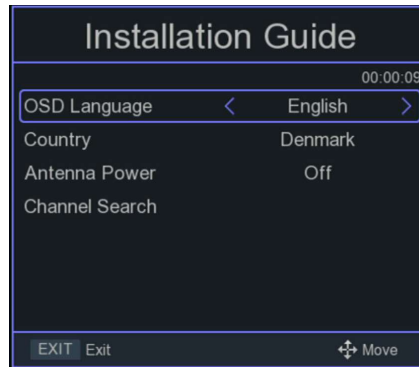 Installation Guide
00:00:09
OSD Language < English >
Country Denmark
Antenna Power Off
Channel Search
EXIT Exit Move